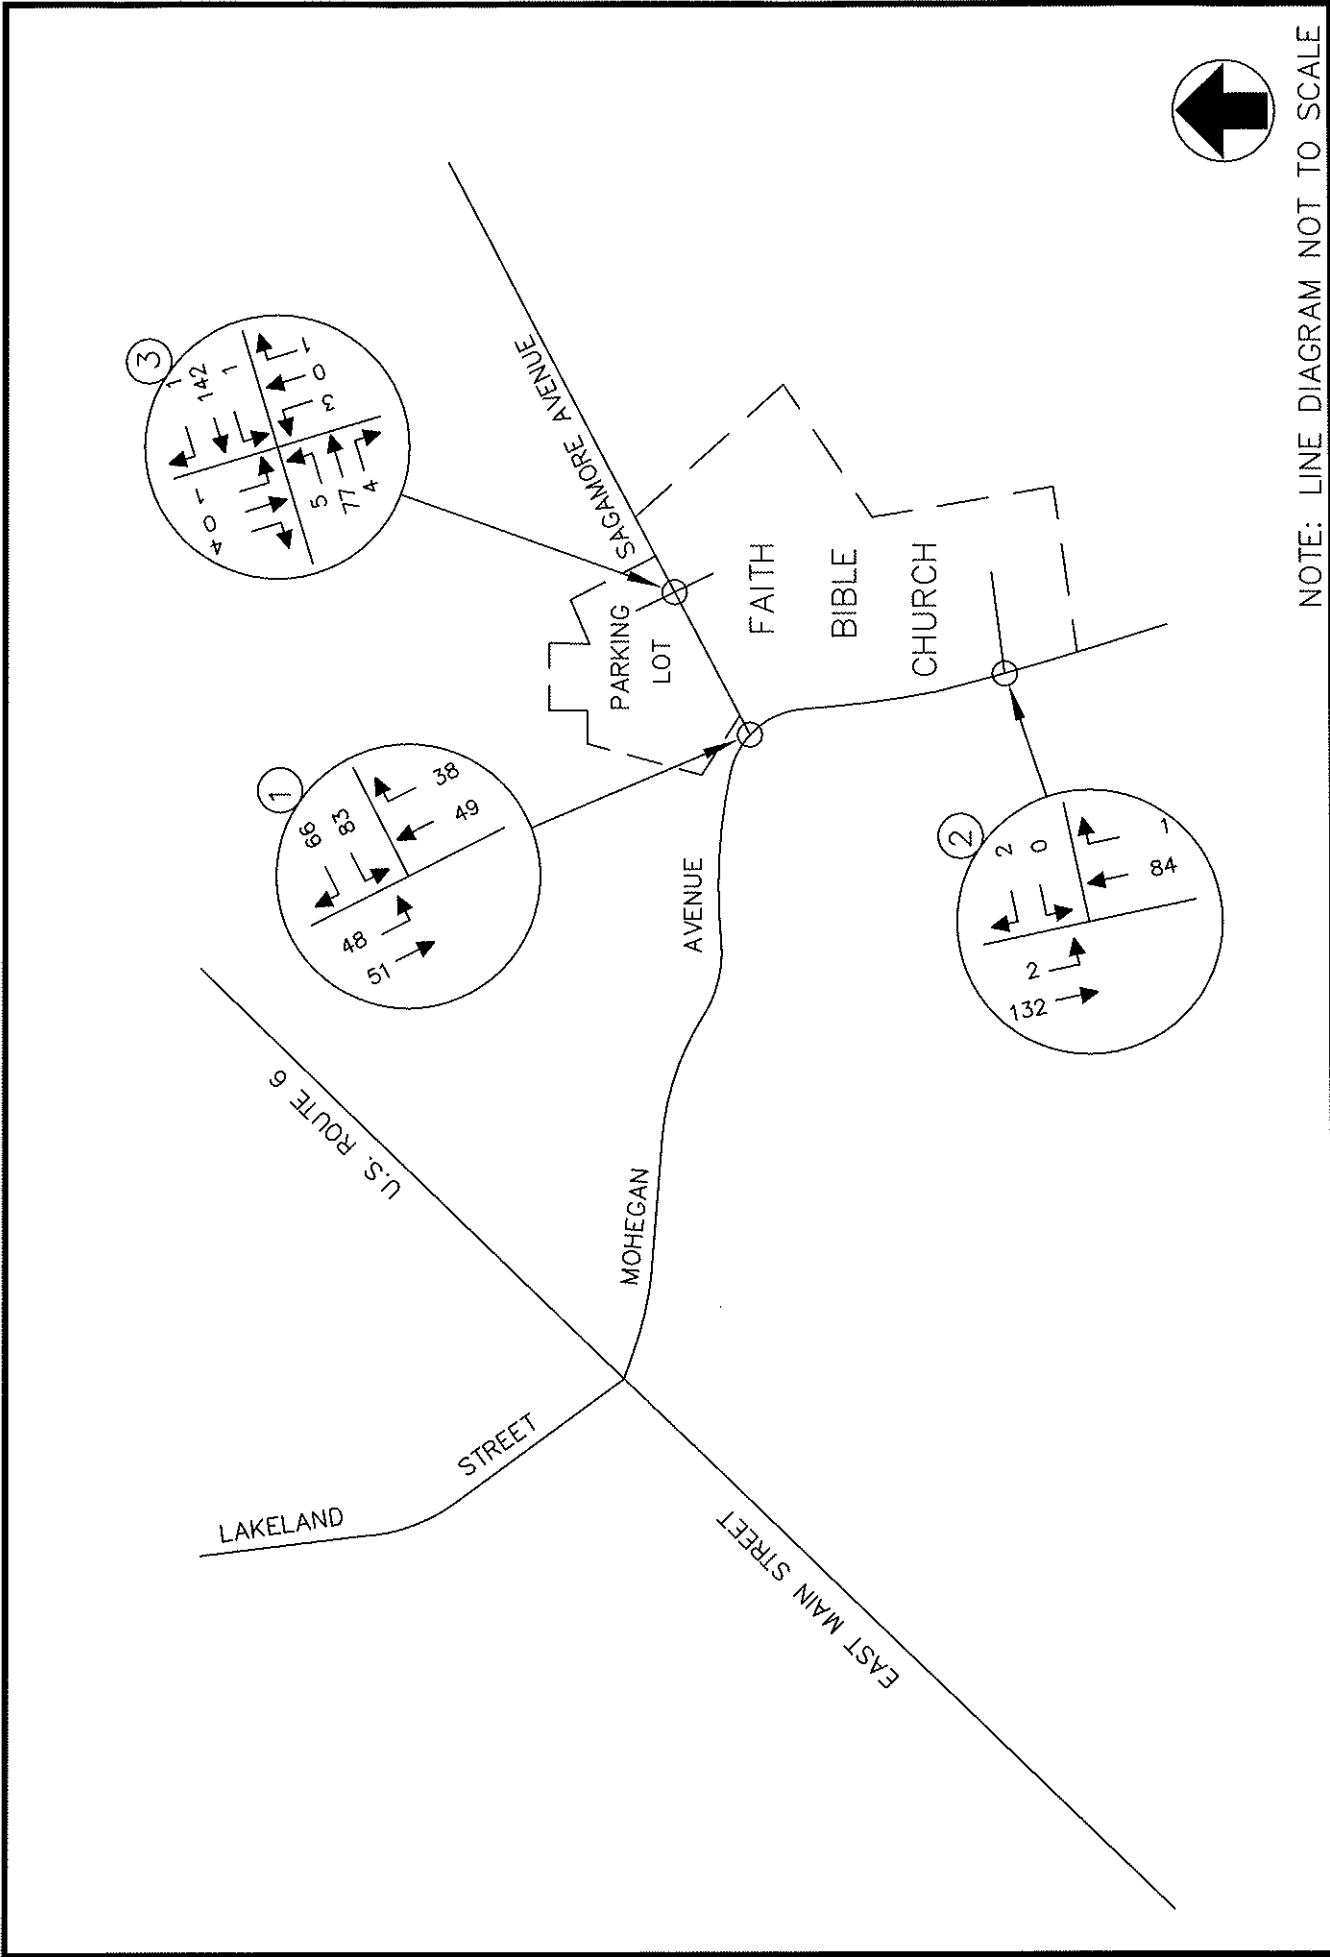 3
1
142
1
4 0 1
5
77
4
3
0
1
SAGAMORE AVENUE
1
66
83
48
51
38
49
PARKING
LOT
FAITH
BIBLE
CHURCH
2
2
0
2
132
1
84
U.S. ROUTE 6
MOHEGAN
AVENUE
LAKELAND
STREET
EAST MAIN STREET
NOTE: LINE DIAGRAM NOT TO SCALE